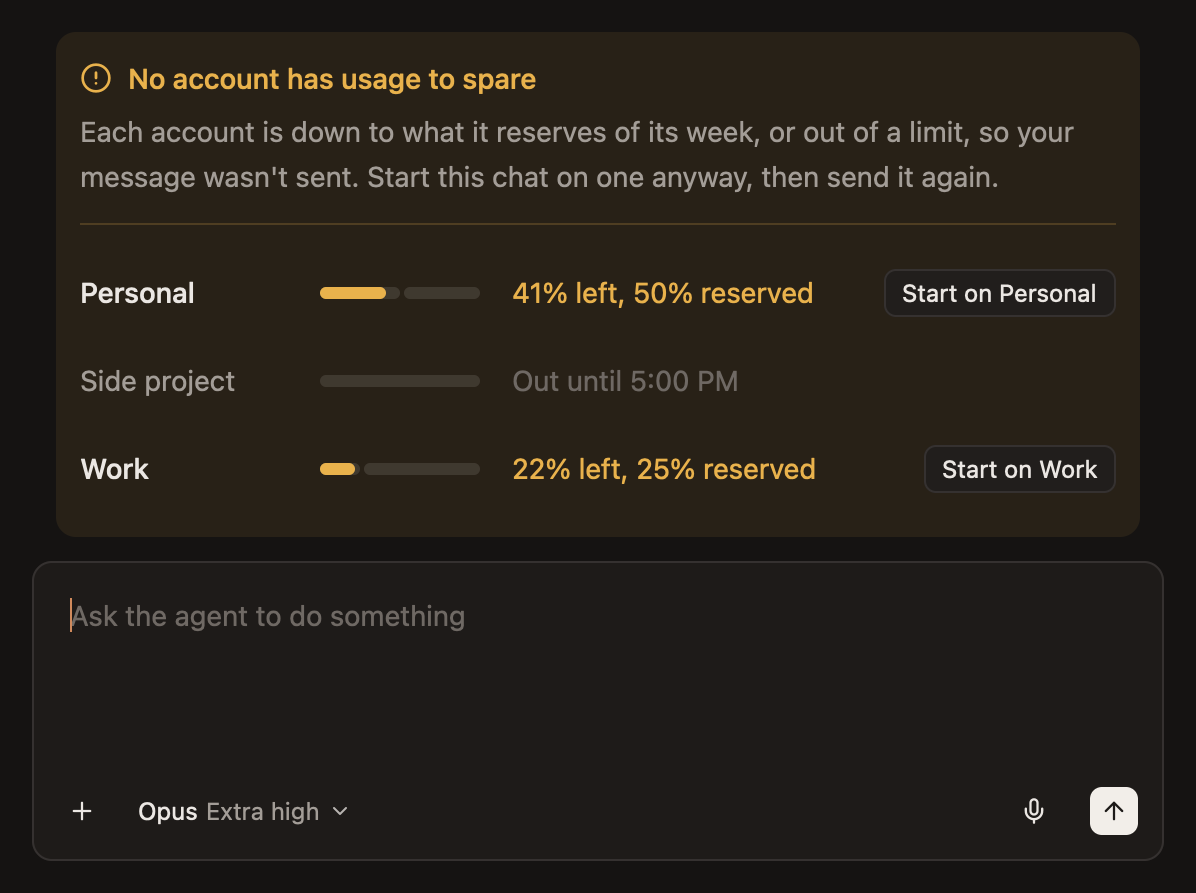 No account has usage to spare
Each account is down to what it reserves of its week, or out of a limit, so your
message wasn't sent. Start this chat on one anyway, then send it again.
Personal
41% left, 50% reserved
Start on Personal
Side project
Out until 5:00 PM
Work
22% left, 25% reserved
Start on Work
Ask the agent to do something
Opus Extra high